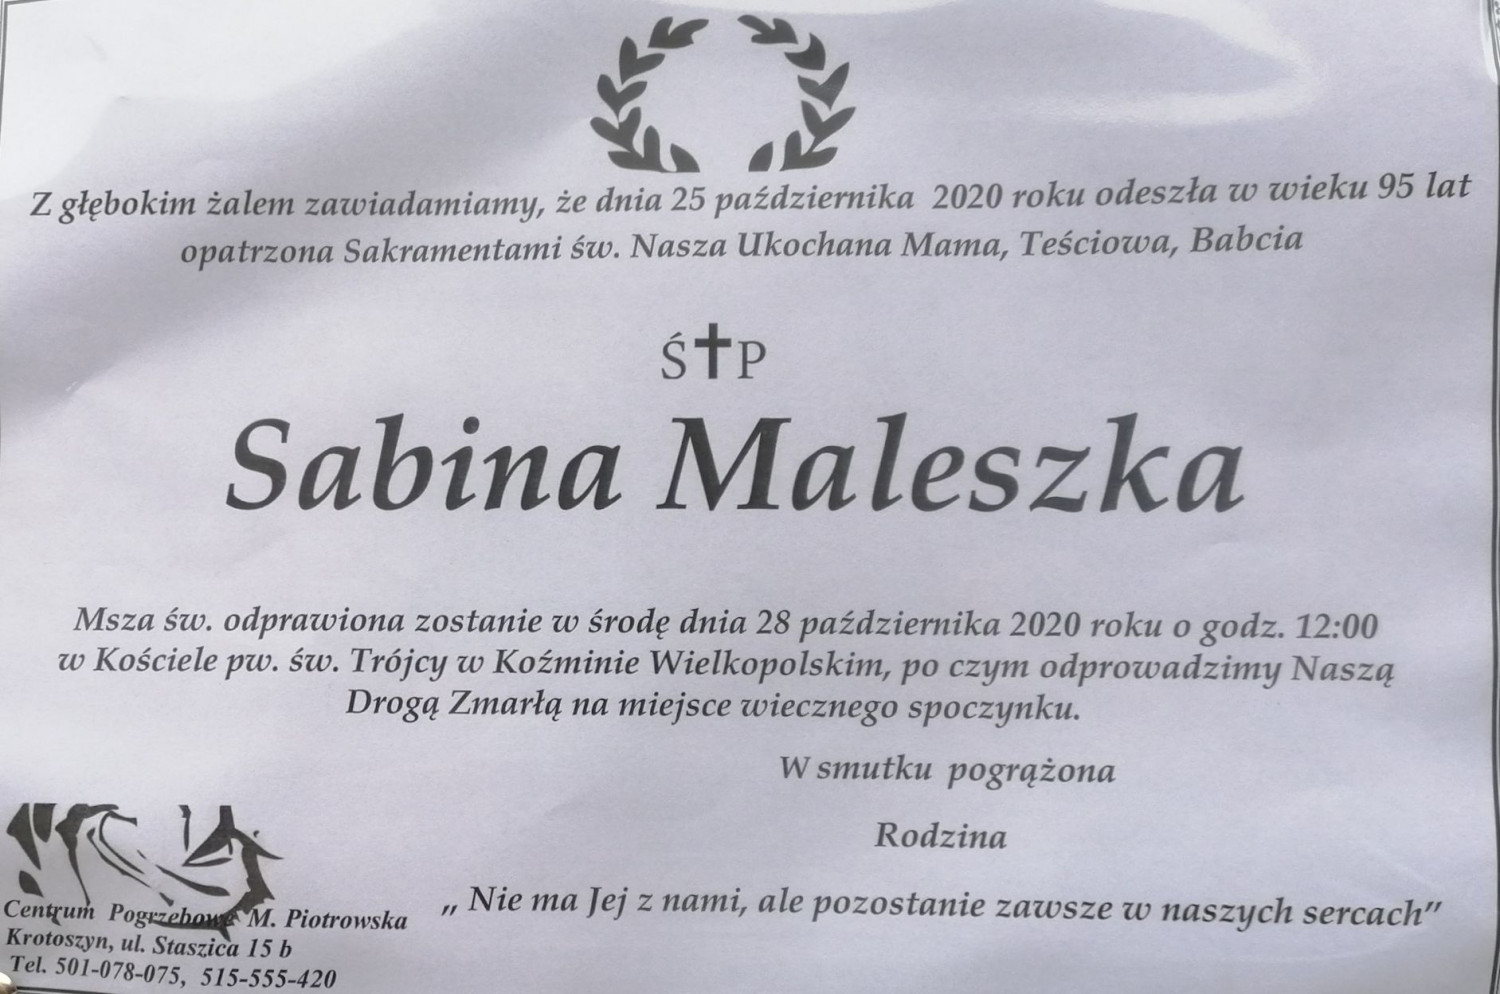 Z głębokim żalem zawiadamiamy, że dnia 25 października 2020 roku odeszła w wieku 95 lat
opatrzona Sakramentami św. Nasza Ukochana Mama, Teściowa, Babcia
Ś✝P
Sabina Maleszka
Msza św. odprawiona zostanie w środę dnia 28 października 2020 roku o godz. 12:00
w Kościele pw. św. Trójcy w Koźminie Wielkopolskim, po czym odprowadzimy Naszą
Drogą Zmarłą na miejsce wiecznego spoczynku.
W smutku pogrążona
Rodzina
„ Nie ma Jej z nami, ale pozostanie zawsze w naszych sercach”
Centrum Pogrzebowe M. Piotrowska
Krotoszyn, ul. Staszica 15 b
Tel. 501-078-075, 515-555-420